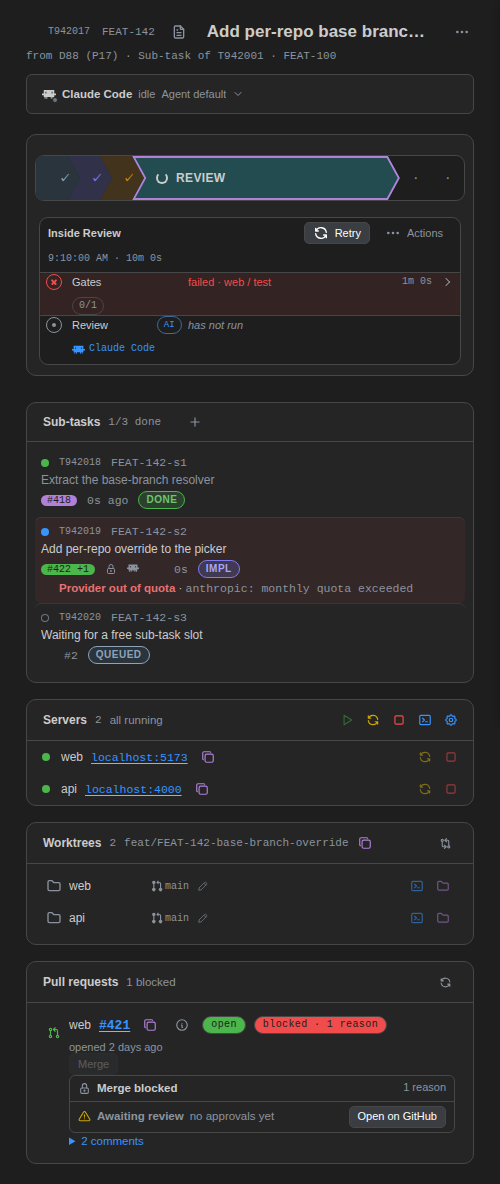 T942017 FEAT-142 Add per-repo base branc…
from D88 (P17) · Sub-task of T942001 · FEAT-100
Claude Code idle Agent default
REVIEW
Inside Review Retry Actions
9:10:00 AM · 10m 0s
Gates failed · web / test 1m 0s
0/1
Review AI has not run
Claude Code
Sub-tasks 1/3 done
T942018 FEAT-142-s1
Extract the base-branch-resolver
#418 0s ago DONE
T942019 FEAT-142-s2
Add per-repo override to the picker
#422 +1 0s IMPL
Provider out of quota · anthropic: monthly quota exceeded
T942020 FEAT-142-s3
Waiting for a free sub-task slot
#2 QUEUED
Servers 2 all running
web localhost:5173
api localhost:4000
Worktrees 2 feat/FEAT-112-base-branch-override
web main
api main
Pull requests 1 blocked
web #421 open blocked · 1 reason
opened 2 days ago
Merge
Merge blocked 1 reason
Awaiting review no approvals yet Open on GitHub
2 comments